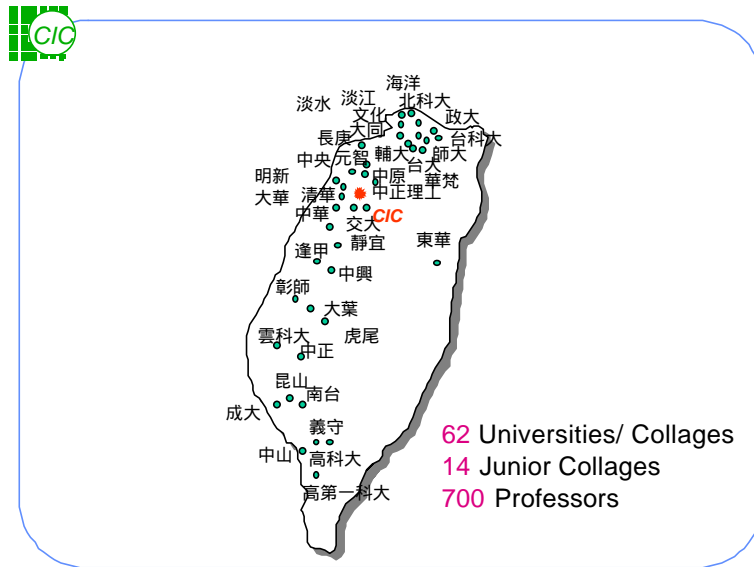 CIC
海洋
淡江
北科大
淡水
文化
政大
大同
台科大
長庚
輔大
師大
中央
元智
台大
明新
中原
華梵
大華
清華
中正理工
中華
CIC
交大
靜宜
東華
逢甲
中興
彰師
大葉
雲科大
虎尾
中正
昆山
南台
成大
義守
62 Universities/ Collages
中山
高科大
14 Junior Collages
高第一科大
700 Professors